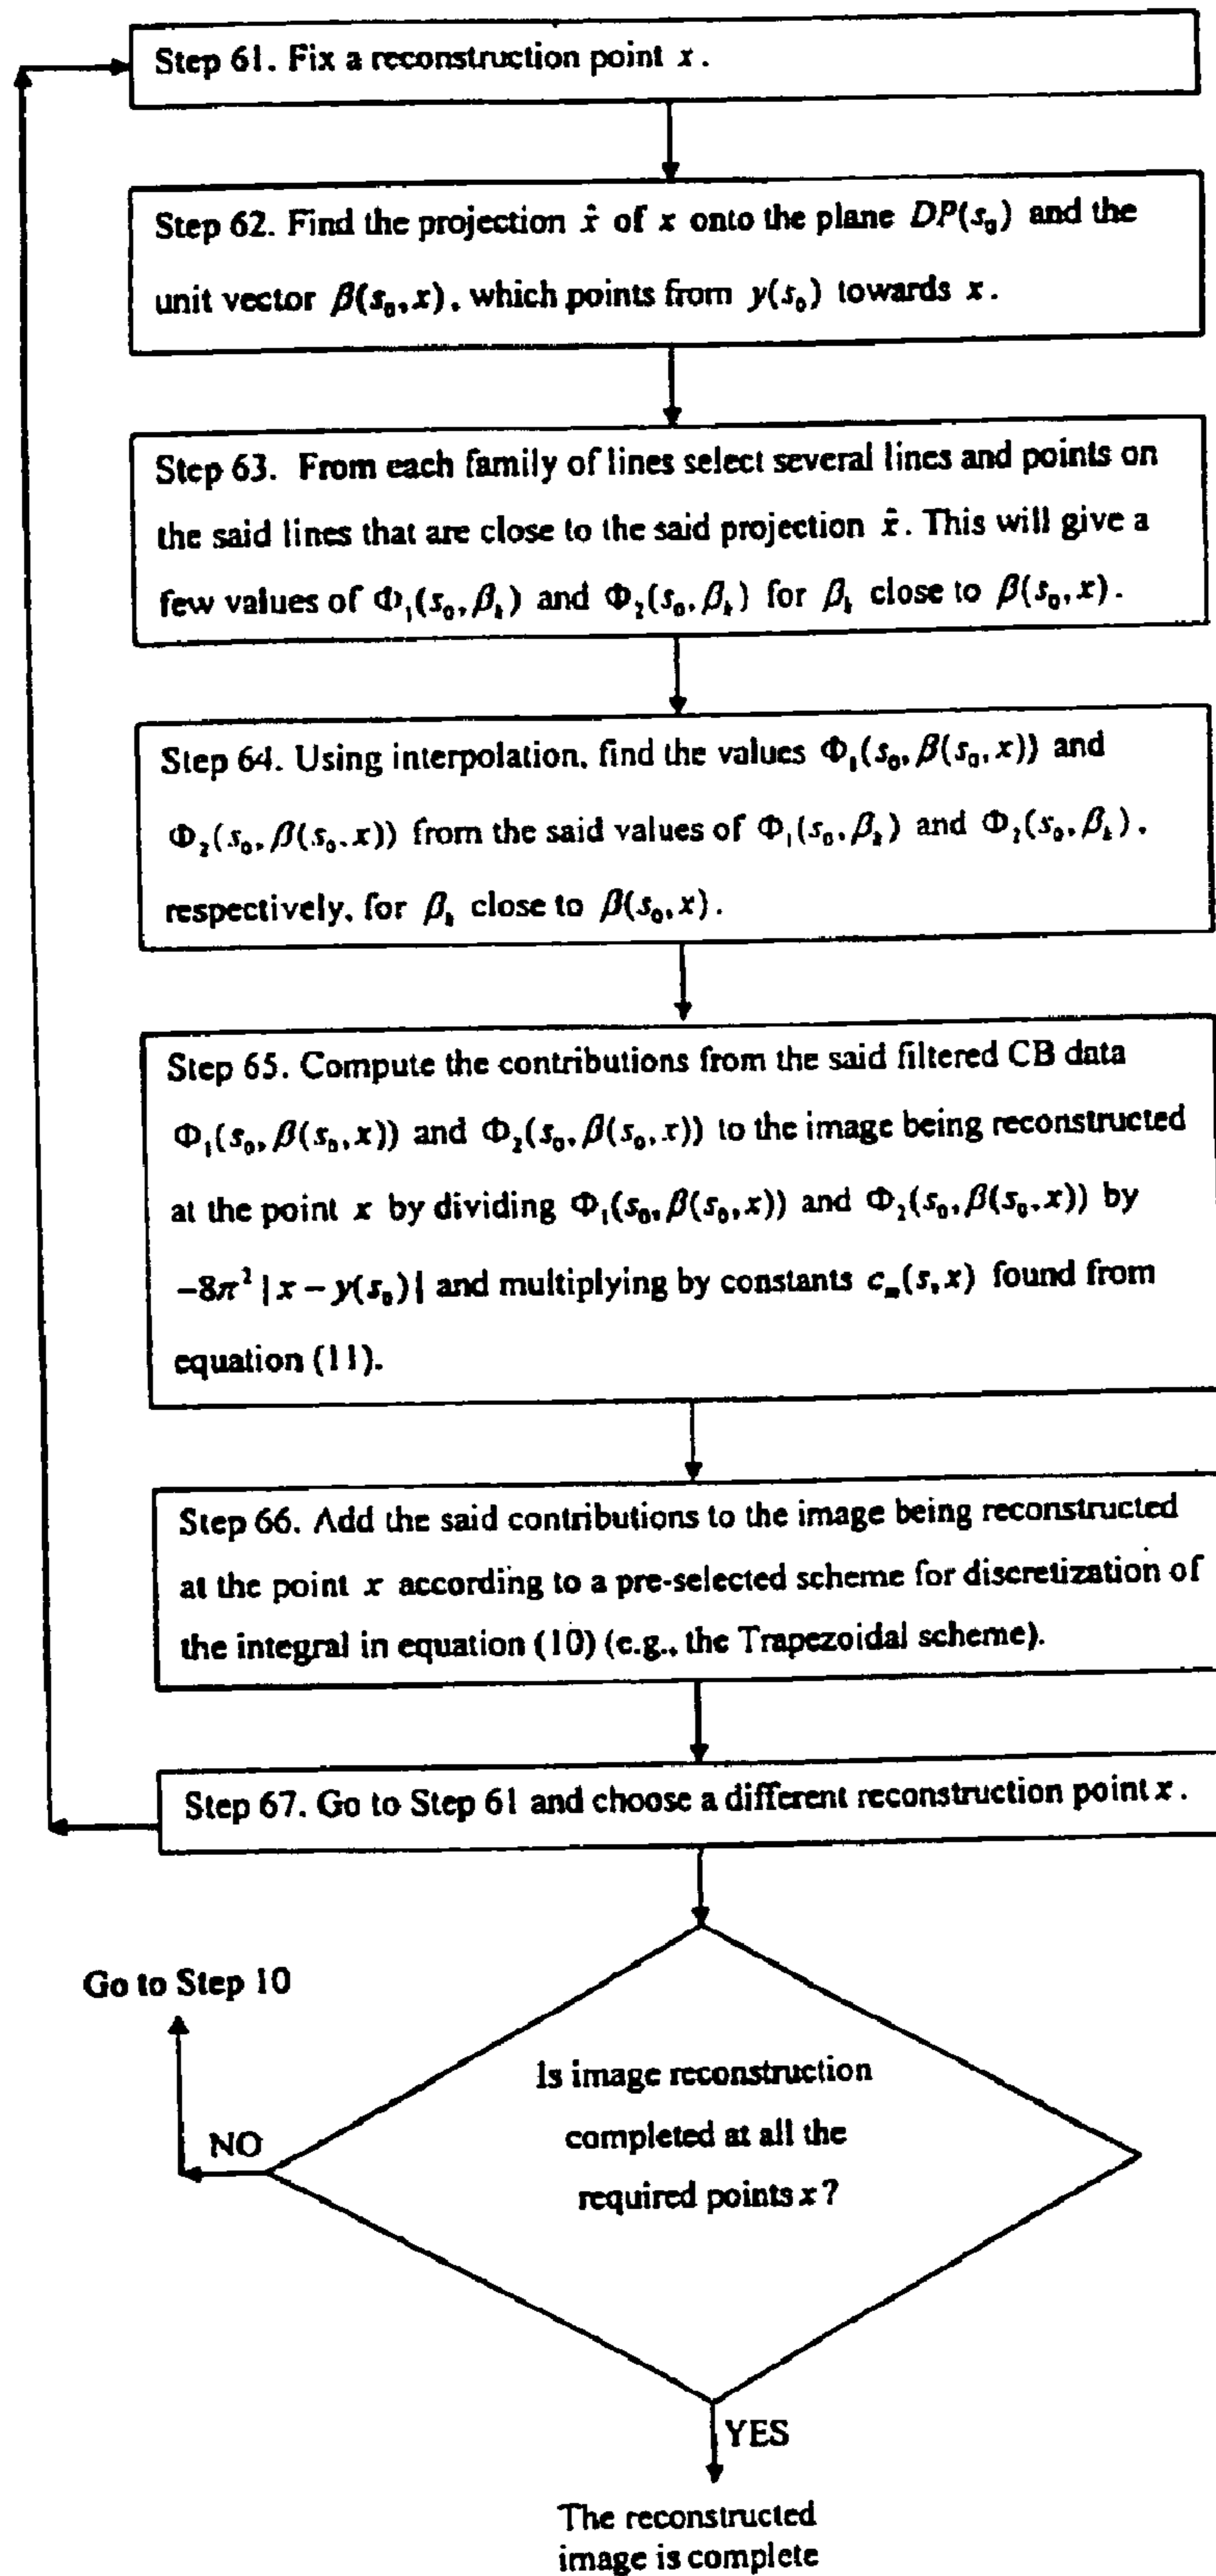 Step 61. Fix a reconstruction point x.
Step 62. Find the projection x̂ of x onto the plane DP(s₀) and the
unit vector β(s₀, x), which points from y(s₀) towards x.
Step 63. From each family of lines select several lines and points on
the said lines that are close to the said projection x̂. This will give a
few values of Φ₁(s₀, βₖ) and Φ₂(s₀, βₖ) for βₖ close to β(s₀, x).
Step 64. Using interpolation, find the values Φ₁(s₀, β(s₀, x)) and
Φ₂(s₀, β(s₀, x)) from the said values of Φ₁(s₀, βₖ) and Φ₂(s₀, βₖ),
respectively, for βₖ close to β(s₀, x).
Step 65. Compute the contributions from the said filtered CB data
Φ₁(s₀, β(s₀, x)) and Φ₂(s₀, β(s₀, x)) to the image being reconstructed
at the point x by dividing Φ₁(s₀, β(s₀, x)) and Φ₂(s₀, β(s₀, x)) by
−8π² | x − y(s₀) | and multiplying by constants cₘ(s, x) found from
equation (11).
Step 66. Add the said contributions to the image being reconstructed
at the point x according to a pre-selected scheme for discretization of
the integral in equation (10) (e.g., the Trapezoidal scheme).
Step 67. Go to Step 61 and choose a different reconstruction point x.
Go to Step 10
Is image reconstruction
completed at all the
required points x?
NO
YES
The reconstructed
image is complete